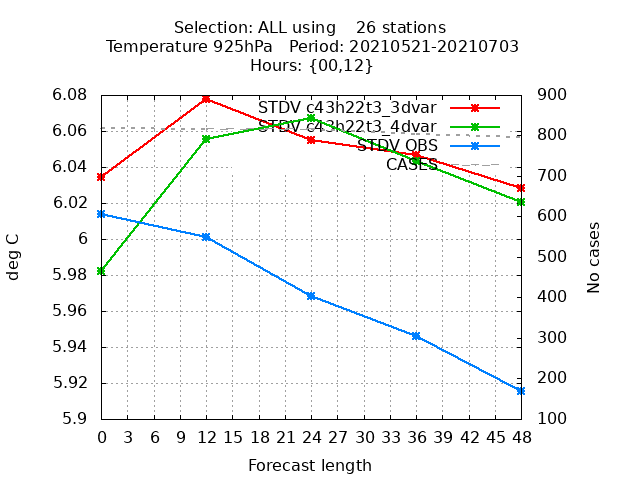 Selection: ALL using    26 stations
Temperature 925hPa   Period: 20210521-20210703
Hours: {00,12}
STDV c43h22t3_3dvar
STDV c43h22t3_4dvar
STDV OBS
CASES
6.08
6.06
6.04
6.02
6
5.98
5.96
5.94
5.92
5.9
deg C
900
800
700
600
500
400
300
200
100
No cases
0 3 6 9 12 15 18 21 24 27 30 33 36 39 42 45 48
Forecast length